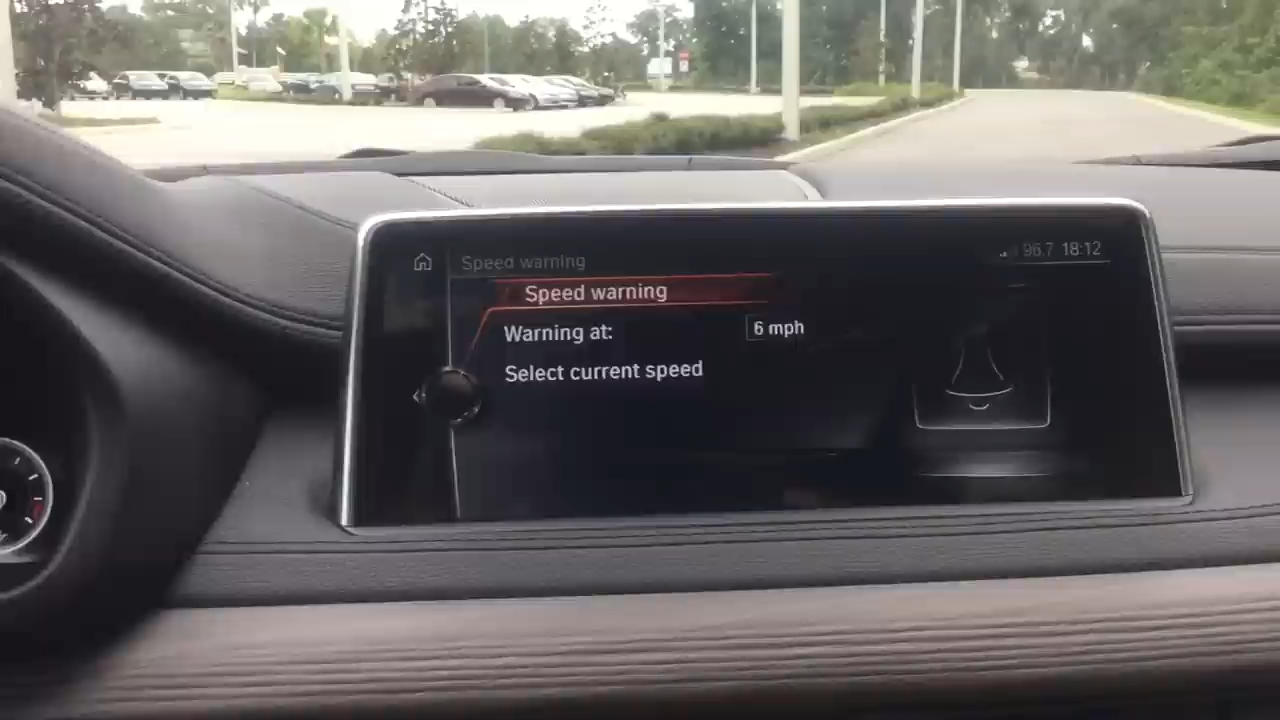 Speed warning
96.7 18:12
Speed warning
Warning at: 6 mph
Select current speed